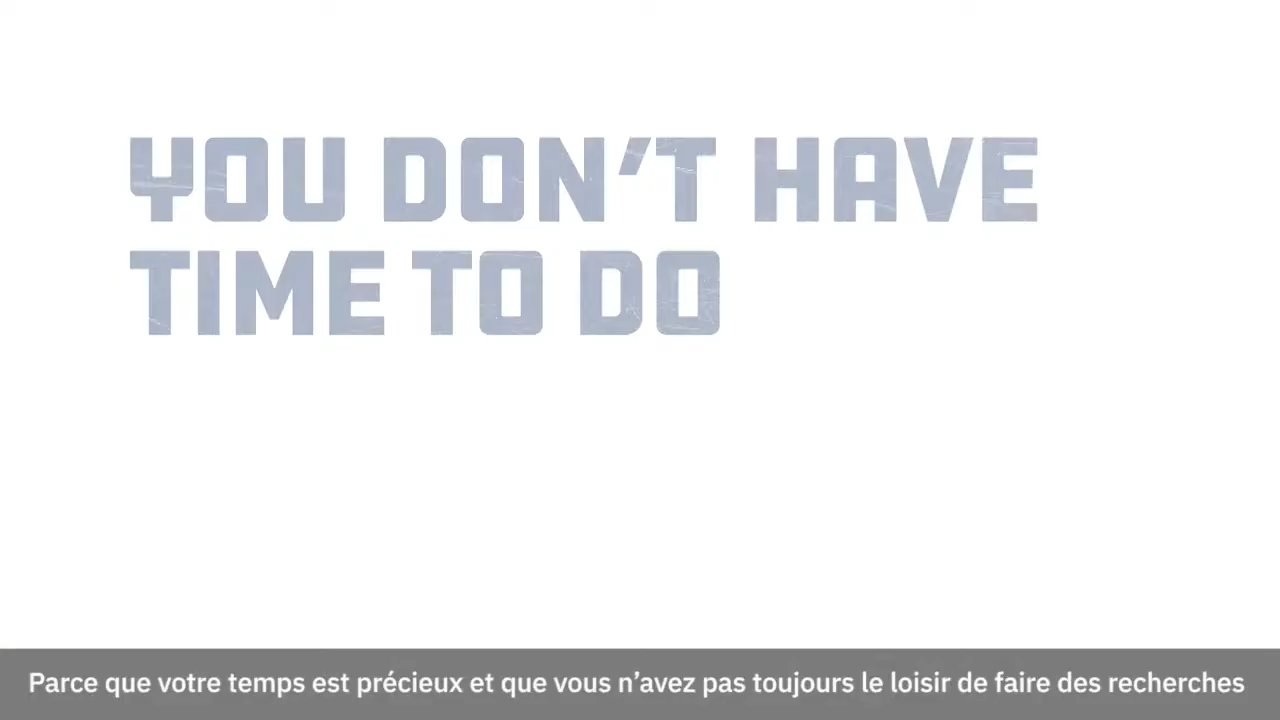 YOU DON'T HAVE
TIME TO DO
Parce que votre temps est précieux et que vous n'avez pas toujours le loisir de faire des recherches